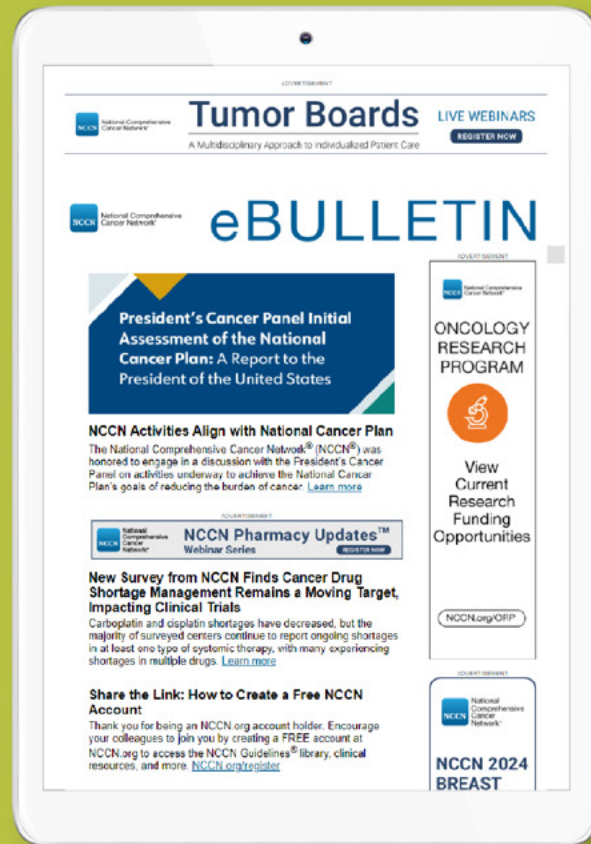 ADVERTISEMENT
NCCN
National Comprehensive
Cancer Network®
Tumor Boards
A Multidisciplinary Approach to Individualized Patient Care
LIVE WEBINARS
REGISTER NOW
NCCN
National Comprehensive
Cancer Network®
eBULLETIN
President's Cancer Panel Initial
Assessment of the National
Cancer Plan: A Report to the
President of the United States
NCCN Activities Align with National Cancer Plan
The National Comprehensive Cancer Network® (NCCN®) was
honored to engage in a discussion with the President's Cancer
Panel on activities underway to achieve the National Cancer
Plan's goals of reducing the burden of cancer. Learn more
ADVERTISEMENT
NCCN
National
Comprehensive
Cancer
Network®
NCCN Pharmacy Updates™
Webinar Series
REGISTER NOW
New Survey from NCCN Finds Cancer Drug
Shortage Management Remains a Moving Target,
Impacting Clinical Trials
Carboplatin and cisplatin shortages have decreased, but the
majority of surveyed centers continue to report ongoing shortages
in at least one type of systemic therapy, with many experiencing
shortages in multiple drugs. Learn more
Share the Link: How to Create a Free NCCN
Account
Thank you for being an NCCN.org account holder. Encourage
your colleagues to join you by creating a FREE account at
NCCN.org to access the NCCN Guidelines® library, clinical
resources, and more. NCCN.org/register
ADVERTISEMENT
NCCN
National Comprehensive
Cancer Network®
ONCOLOGY
RESEARCH
PROGRAM
View
Current
Research
Funding
Opportunities
NCCN.org/ORP
ADVERTISEMENT
NCCN
National
Comprehensive
Cancer
Network®
NCCN 2024
BREAST